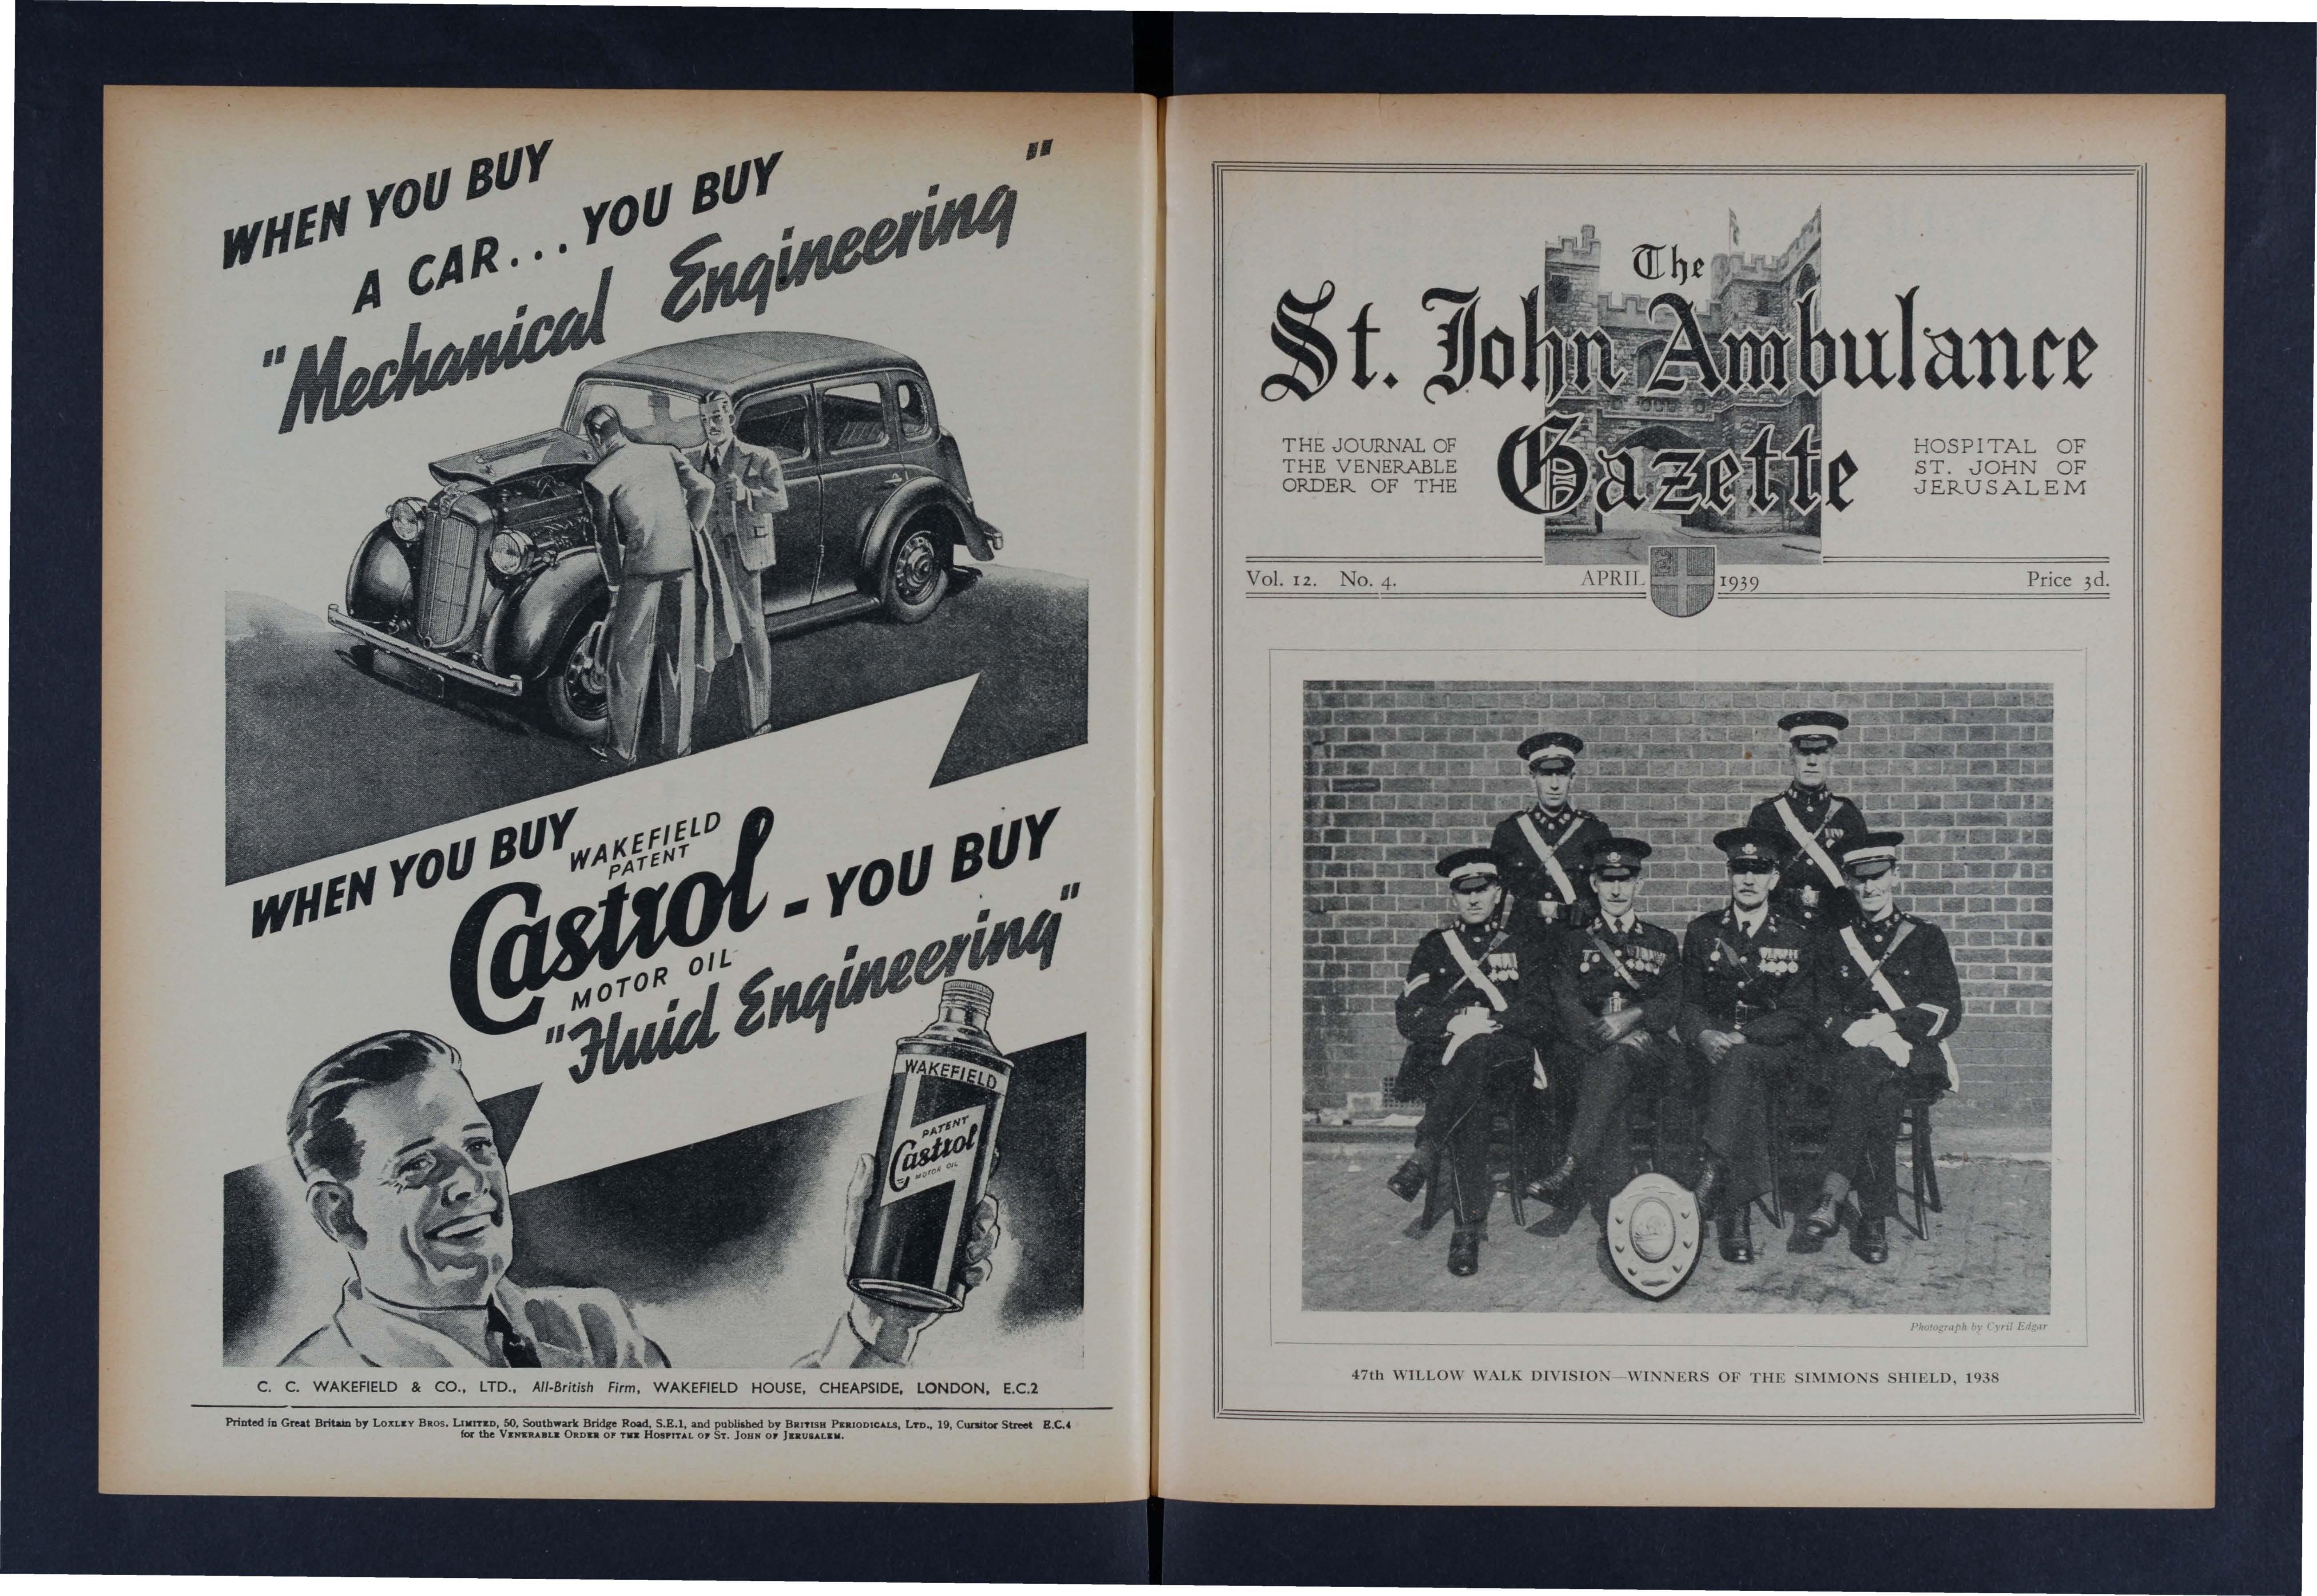 WHEN YOU BUY
A CAR... YOU BUY
"Mechanical Engineering"
WHEN YOU BUY
WAKEFIELD
PATENT
Castrol - YOU BUY
MOTOR OIL
"Fluid Engineering"
WAKEFIELD
PATENT
Castrol
MOTOR OIL
C. C. WAKEFIELD & CO., LTD., All-British Firm, WAKEFIELD HOUSE, CHEAPSIDE, LONDON, E.C.2
Printed in Great Britain by LOXLEY BROS. LIMITED, 50, Southwark Bridge Road, S.E.1, and published by BRITISH PERIODICALS, LTD., 19, Cursitor Street E.C.4
for the VENERABLE ORDER OF THE HOSPITAL OF ST. JOHN OF JERUSALEM.
The
St. John Ambulance
Gazette
THE JOURNAL OF
THE VENERABLE
ORDER OF THE
HOSPITAL OF
ST. JOHN OF
JERUSALEM
Vol. 12. No. 4. APRIL 1939 Price 3d.
Photograph by Cyril Edgar
47th WILLOW WALK DIVISION—WINNERS OF THE SIMMONS SHIELD, 1938